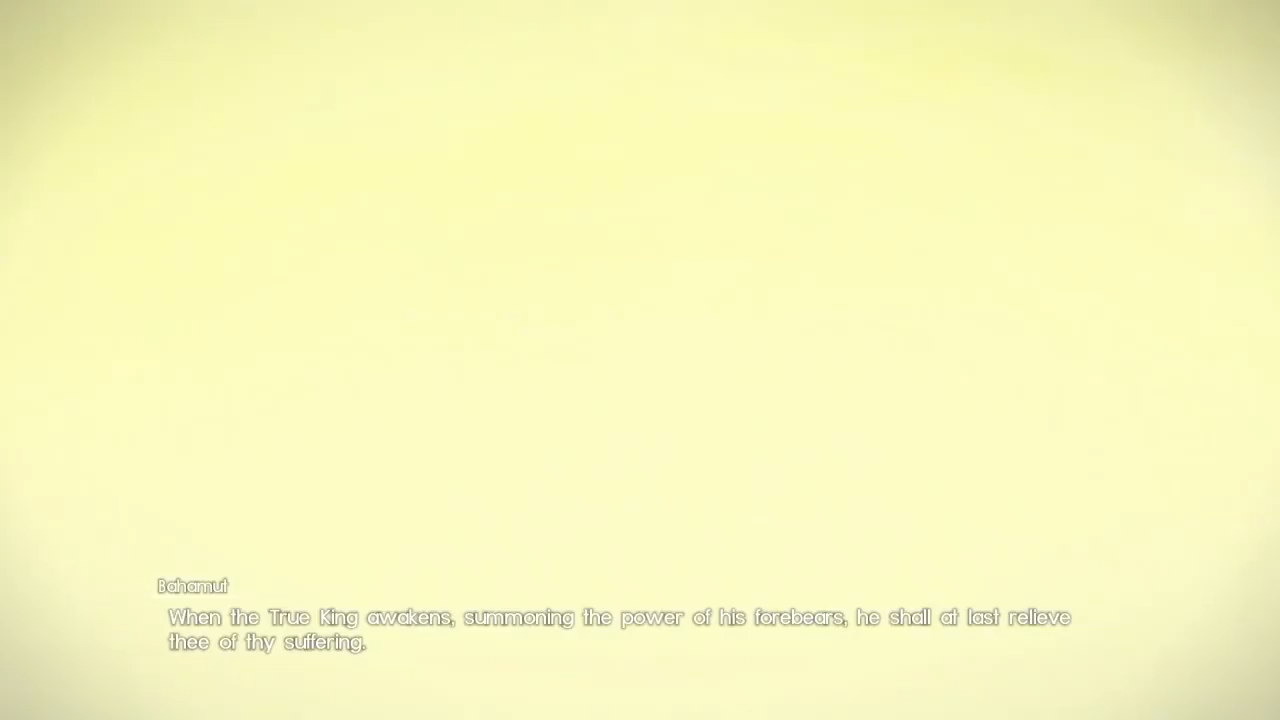 Bahamut
When the True King awakens, summoning the power of his forebears, he shall at last relieve
thee of thy suffering.